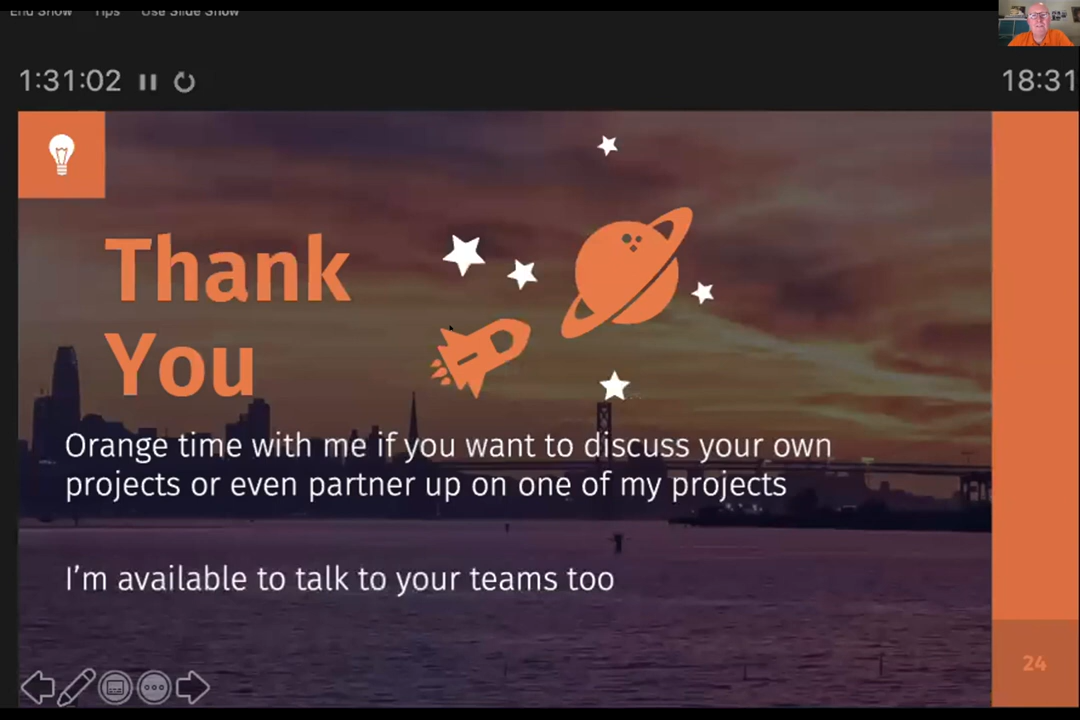 End Show Tips Use Slide Show
1:31:02
18:31
Thank
You
Orange time with me if you want to discuss your own
projects or even partner up on one of my projects
I'm available to talk to your teams too
24